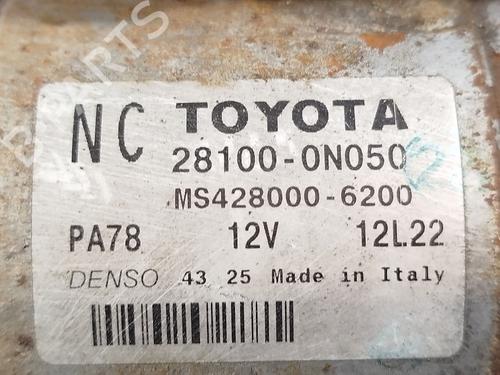 NC TOYOTA
28100-0N050
MS428000-6200
PA78 12V 12L22
DENSO 43 25 Made in Italy